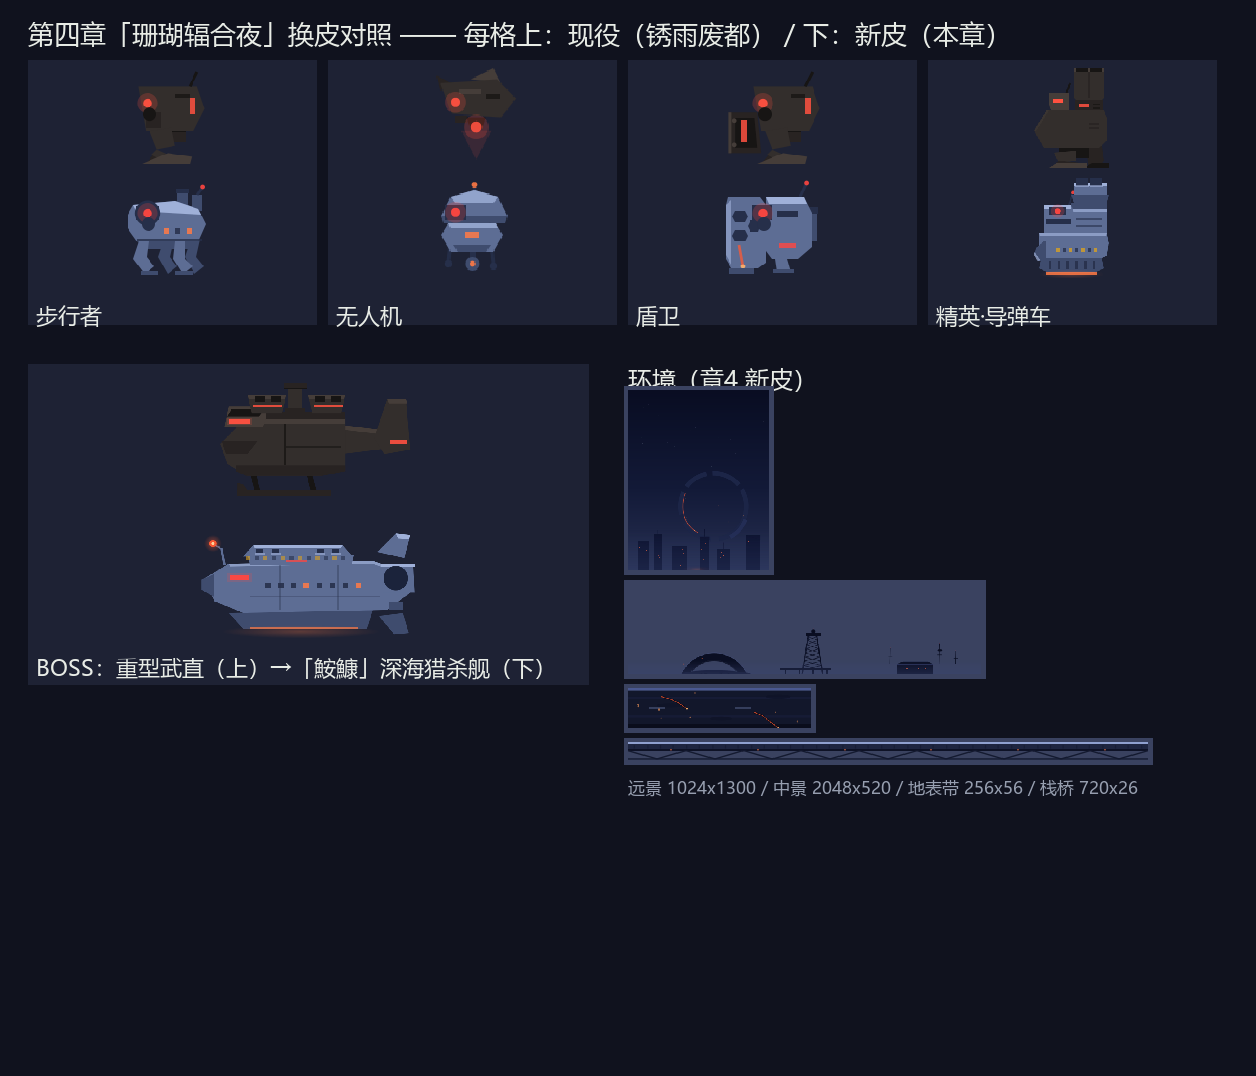 第四章「珊瑚辐合夜」换皮对照 —— 每格上：现役（锈雨废都） / 下：新皮（本章）
步行者
无人机
盾卫
精英·导弹车
环境（章4 新皮）
BOSS：重型武直（上）→「鮟鱇」深海猎杀舰（下）
远景 1024x1300 / 中景 2048x520 / 地表带 256x56 / 栈桥 720x26